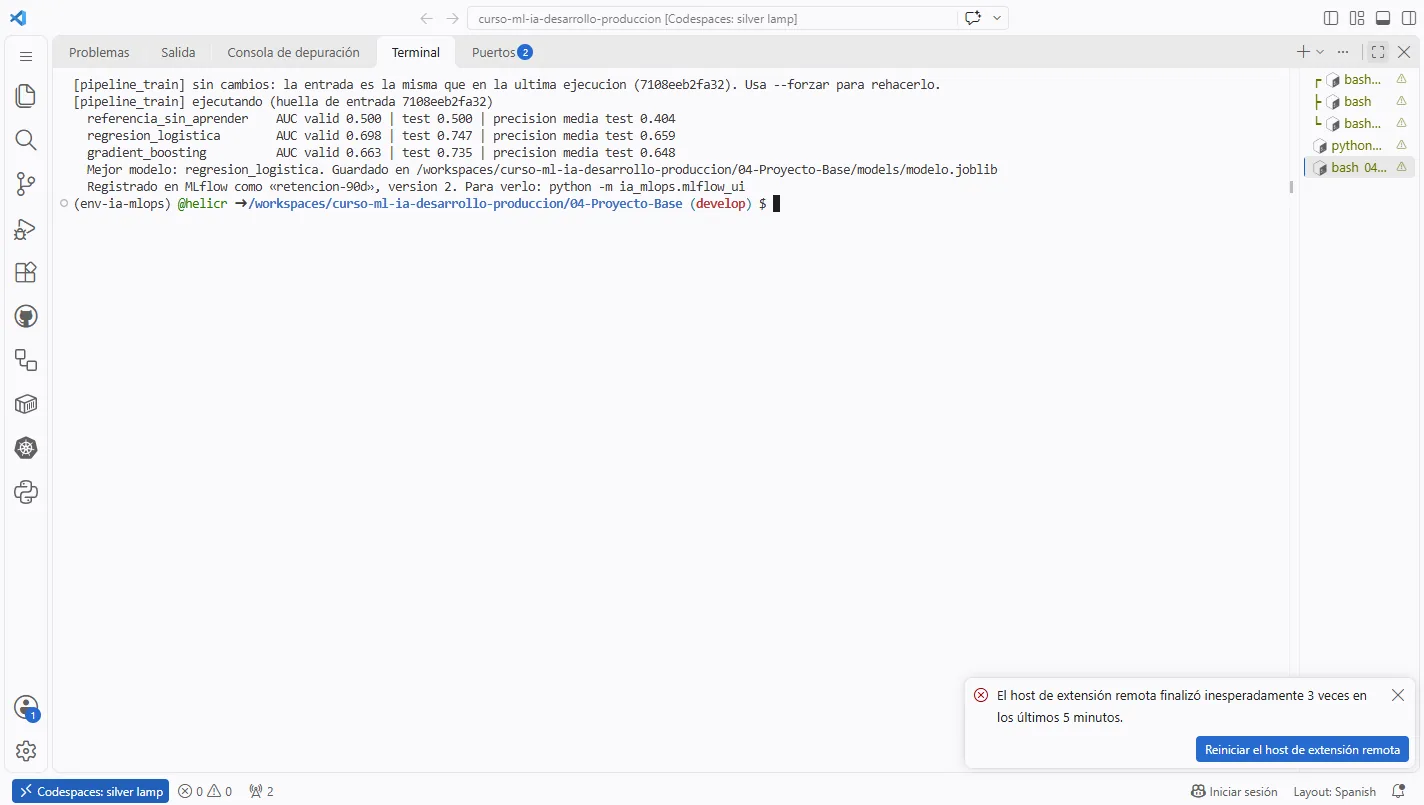 curso-ml-ia-desarrollo-produccion [Codespaces: silver lamp]
Problemas Salida Consola de depuración Terminal Puertos 2
[pipeline_train] sin cambios: la entrada es la misma que en la ultima ejecucion (7108eeb2fa32). Usa --forzar para rehacerlo.
[pipeline_train] ejecutando (huella de entrada 7108eeb2fa32)
referencia_sin_aprender AUC valid 0.500 | test 0.500 | precision media test 0.404
regresion_logistica AUC valid 0.698 | test 0.747 | precision media test 0.659
gradient_boosting AUC valid 0.663 | test 0.735 | precision media test 0.648
Mejor modelo: regresion_logistica. Guardado en /workspaces/curso-ml-ia-desarrollo-produccion/04-Proyecto-Base/models/modelo.joblib
Registrado en MLflow como «retencion-90d», version 2. Para verlo: python -m ia_mlops.mlflow_ui
(env-ia-mlops) @helicr ➜/workspaces/curso-ml-ia-desarrollo-produccion/04-Proyecto-Base (develop) $
bash...
bash
bash...
python...
bash 04...
1
El host de extensión remota finalizó inesperadamente 3 veces en
los últimos 5 minutos.
Reiniciar el host de extensión remota
Codespaces: silver lamp 0 0 2 Iniciar sesión Layout: Spanish